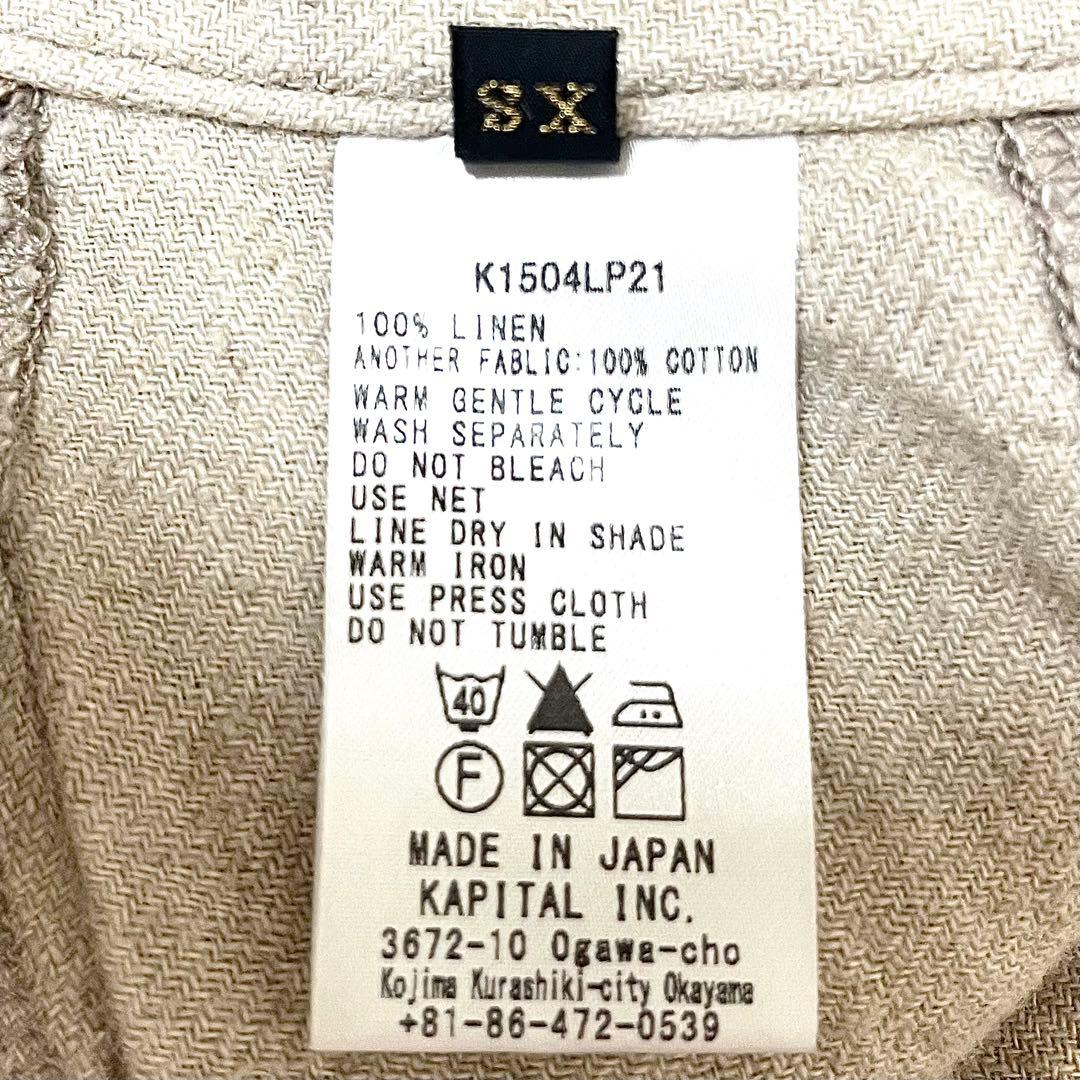 SX
K1504LP21
100% LINEN
ANOTHER FABLIC:100% COTTON
WARM GENTLE CYCLE
WASH SEPARATELY
DO NOT BLEACH
USE NET
LINE DRY IN SHADE
WARM IRON
USE PRESS CLOTH
DO NOT TUMBLE
40
F
MADE IN JAPAN
KAPITAL INC.
3672-10 Ogawa-cho
Kojima Kurashiki-city Okayama
+81-86-472-0539